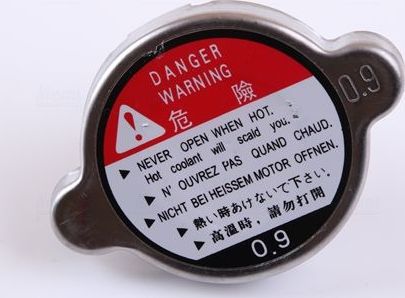 DANGER
WARNING
危 險
NEVER OPEN WHEN HOT.
Hot coolant will scald you.
N' OUVREZ PAS QUAND CHAUD.
NICHT BEI HEISSEM MOTOR OFFNEN.
熱い時あけないで下さい。
高溫時，請勿打開
0.9
0.9